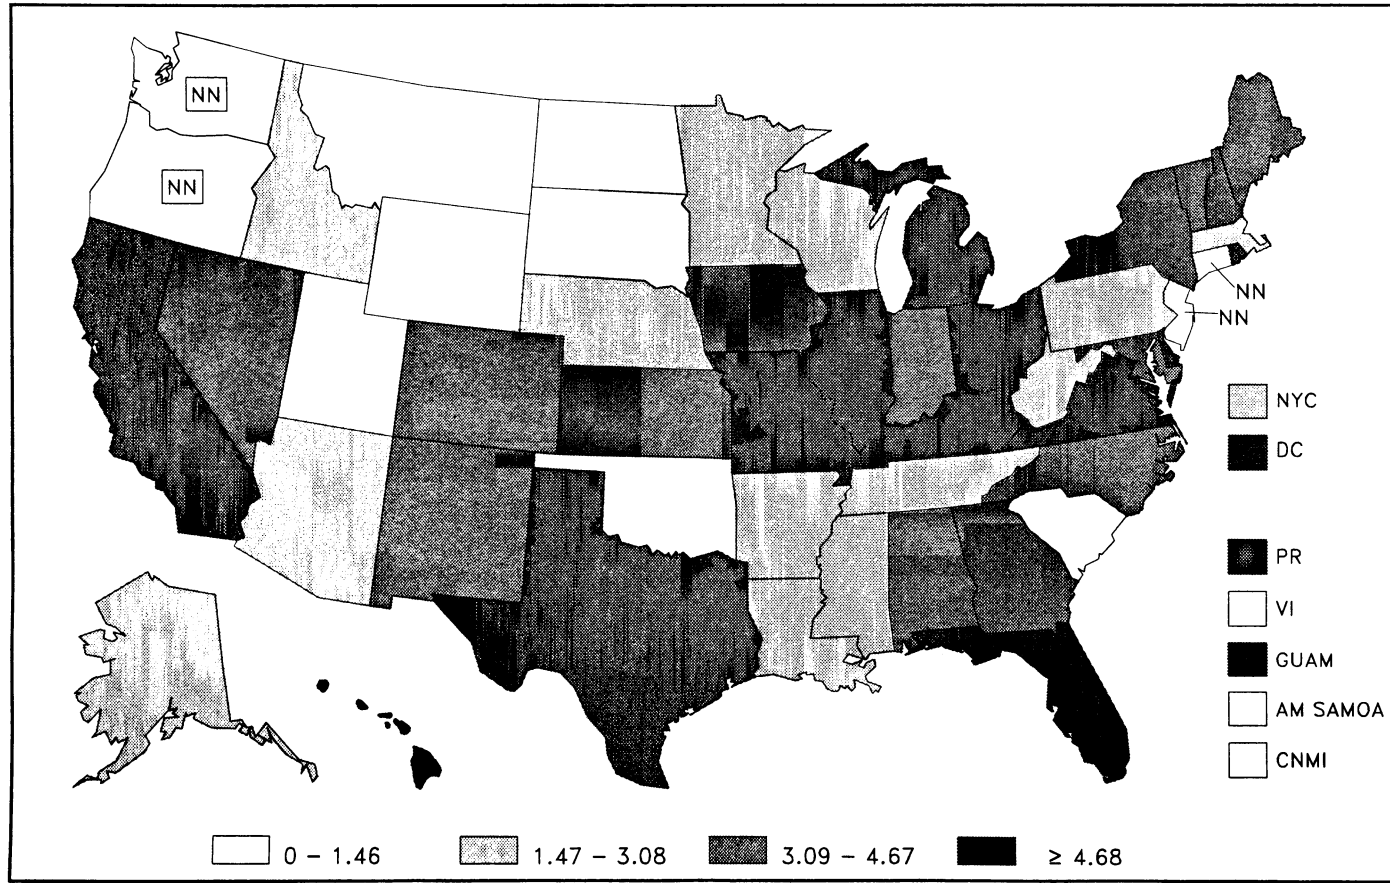 NN
NN
NN
NN
NYC
DC
PR
VI
GUAM
AM SAMOA
CNMI
0 – 1.46
1.47 – 3.08
3.09 – 4.67
≥ 4.68